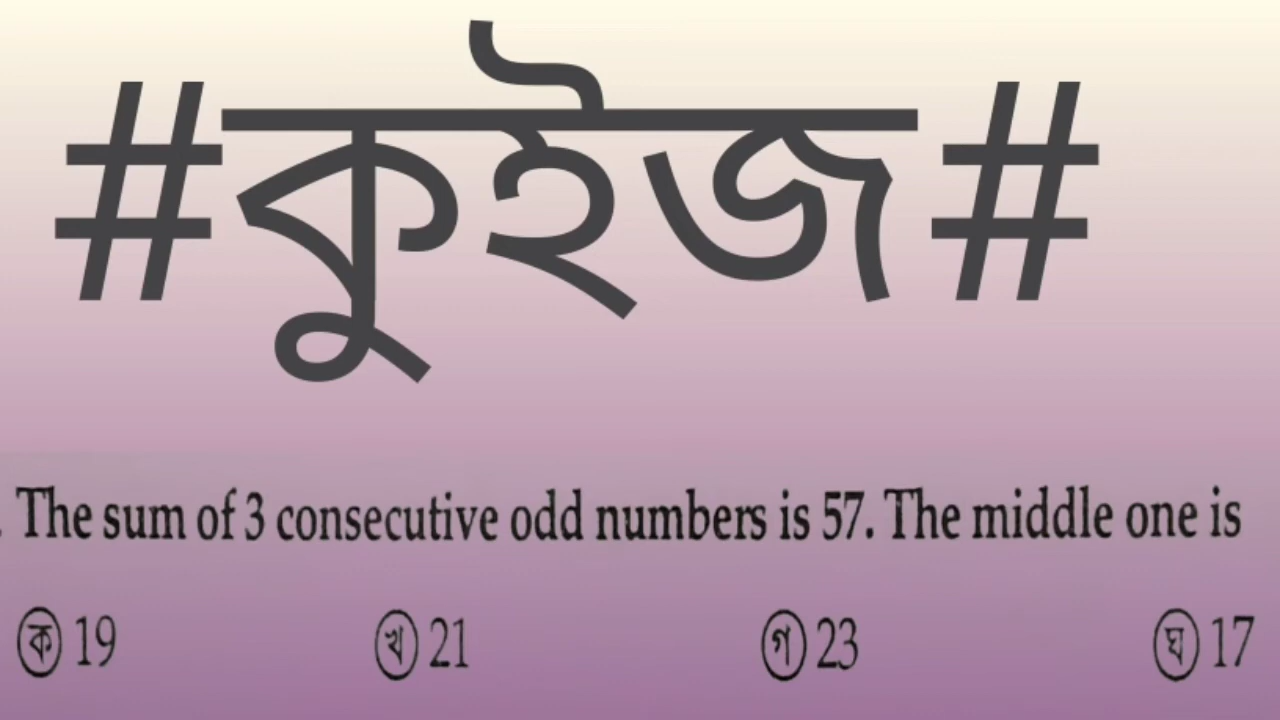 #কুইজ#
. The sum of 3 consecutive odd numbers is 57. The middle one is
ক 19 খ 21 গ 23 ঘ 17